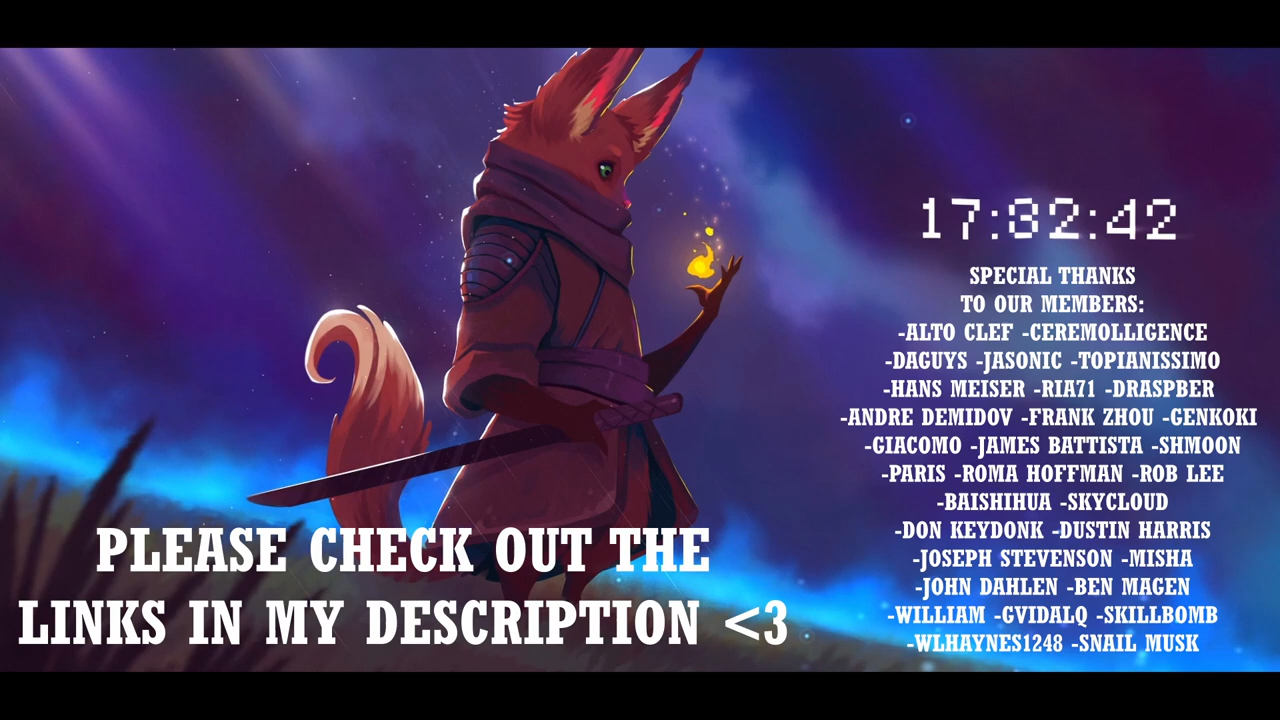 17:32:42
SPECIAL THANKS
TO OUR MEMBERS:
-ALTO CLEF -CEREMOLLIGENCE
-DAGUYS -JASONIC -TOPIANISSIMO
-HANS MEISER -RIA71 -DRASPBER
-ANDRE DEMIDOV -FRANK ZHOU -GENKOKI
-GIACOMO -JAMES BATTISTA -SHMOON
-PARIS -ROMA HOFFMAN -ROB LEE
-BAISHIHUA -SKYCLOUD
-DON KEYDONK -DUSTIN HARRIS
-JOSEPH STEVENSON -MISHA
-JOHN DAHLEN -BEN MAGEN
-WILLIAM -GVIDALQ -SKILLBOMB
-WLHAYNES1248 -SNAIL MUSK
PLEASE CHECK OUT THE
LINKS IN MY DESCRIPTION <3